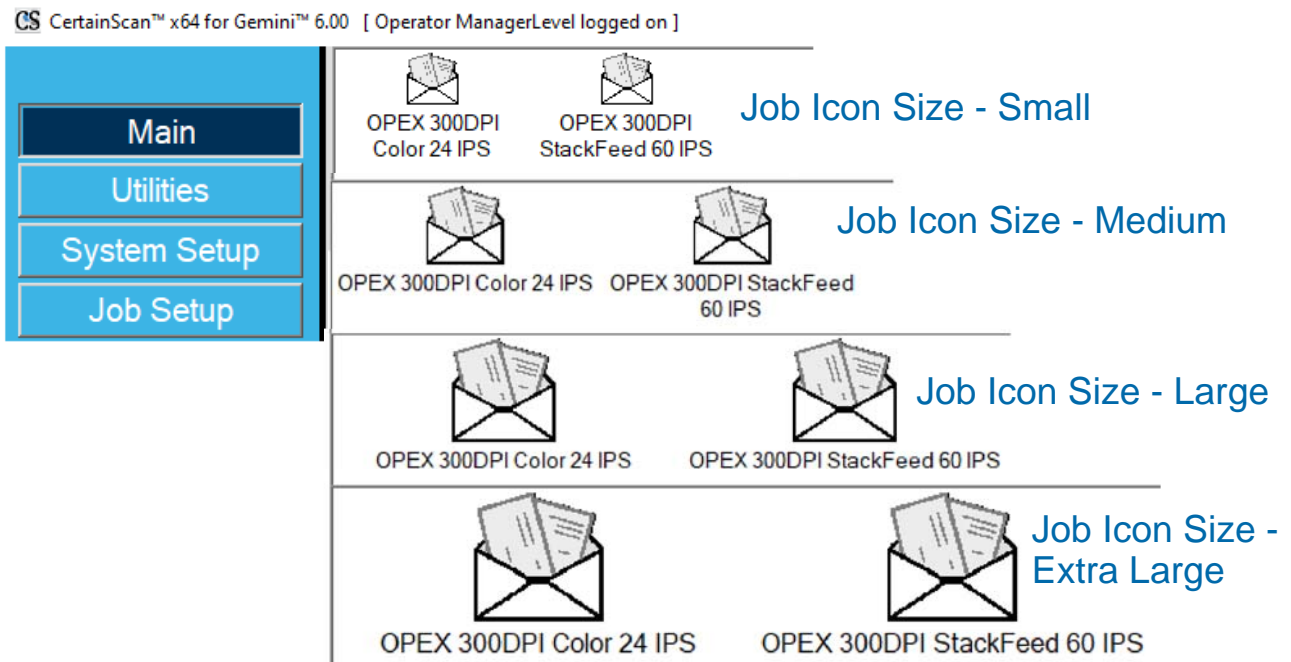 CS CertainScan™ x64 for Gemini™ 6.00 [ Operator ManagerLevel logged on ]
Main
Utilities
System Setup
Job Setup
OPEX 300DPI
Color 24 IPS
OPEX 300DPI
StackFeed 60 IPS
Job Icon Size - Small
OPEX 300DPI Color 24 IPS
OPEX 300DPI StackFeed
60 IPS
Job Icon Size - Medium
OPEX 300DPI Color 24 IPS
OPEX 300DPI StackFeed 60 IPS
Job Icon Size - Large
OPEX 300DPI Color 24 IPS
OPEX 300DPI StackFeed 60 IPS
Job Icon Size -
Extra Large